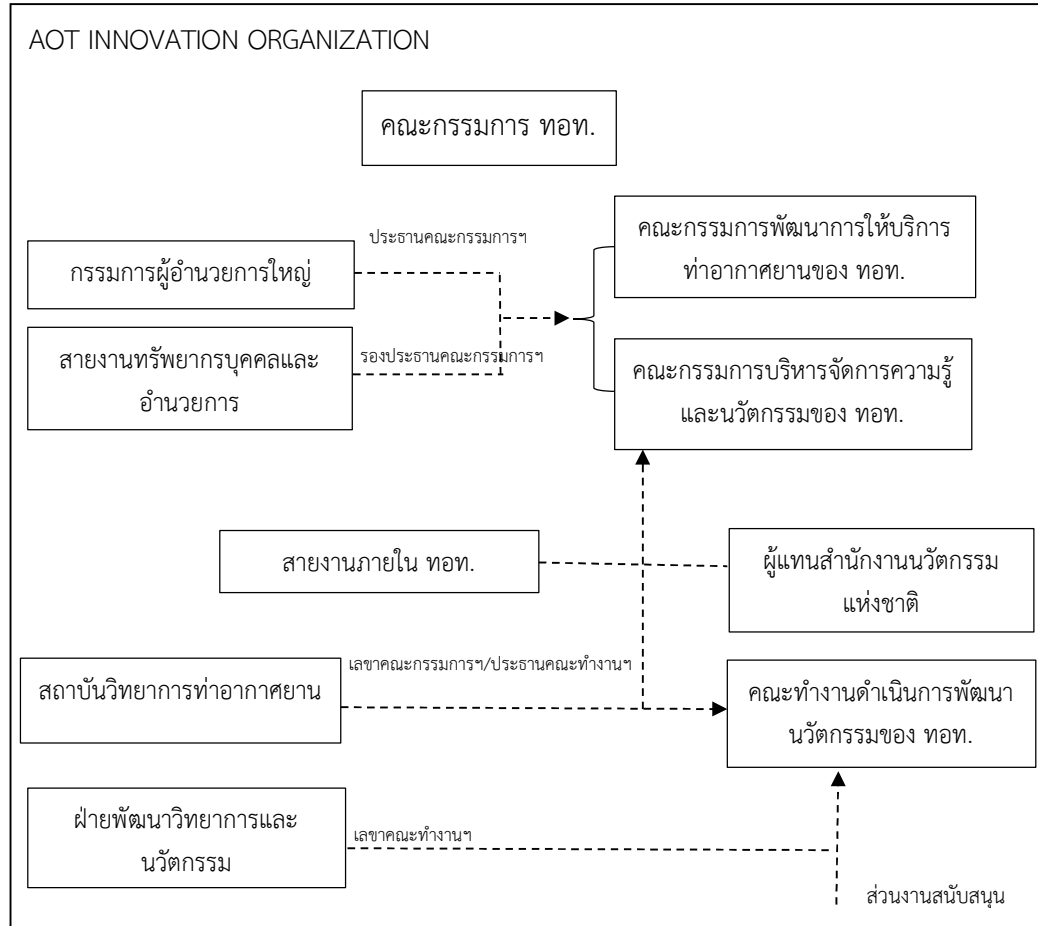 AOT INNOVATION ORGANIZATION
คณะกรรมการ ทอท.
คณะกรรมการพัฒนาการให้บริการ
ท่าอากาศยานของ ทอท.
ประธานคณะกรรมการฯ
กรรมการผู้อำนวยการใหญ่
สายงานทรัพยากรบุคคลและ
อำนวยการ
รองประธานคณะกรรมการฯ
คณะกรรมการบริหารจัดการความรู้
และนวัตกรรมของ ทอท.
สายงานภายใน ทอท.
ผู้แทนสำนักงานนวัตกรรม
แห่งชาติ
เลขาคณะกรรมการฯ/ประธานคณะทำงานฯ
สถาบันวิทยาการท่าอากาศยาน
คณะทำงานดำเนินการพัฒนา
นวัตกรรมของ ทอท.
ฝ่ายพัฒนาวิทยาการและ
นวัตกรรม
เลขาคณะทำงานฯ
ส่วนงานสนับสนุน